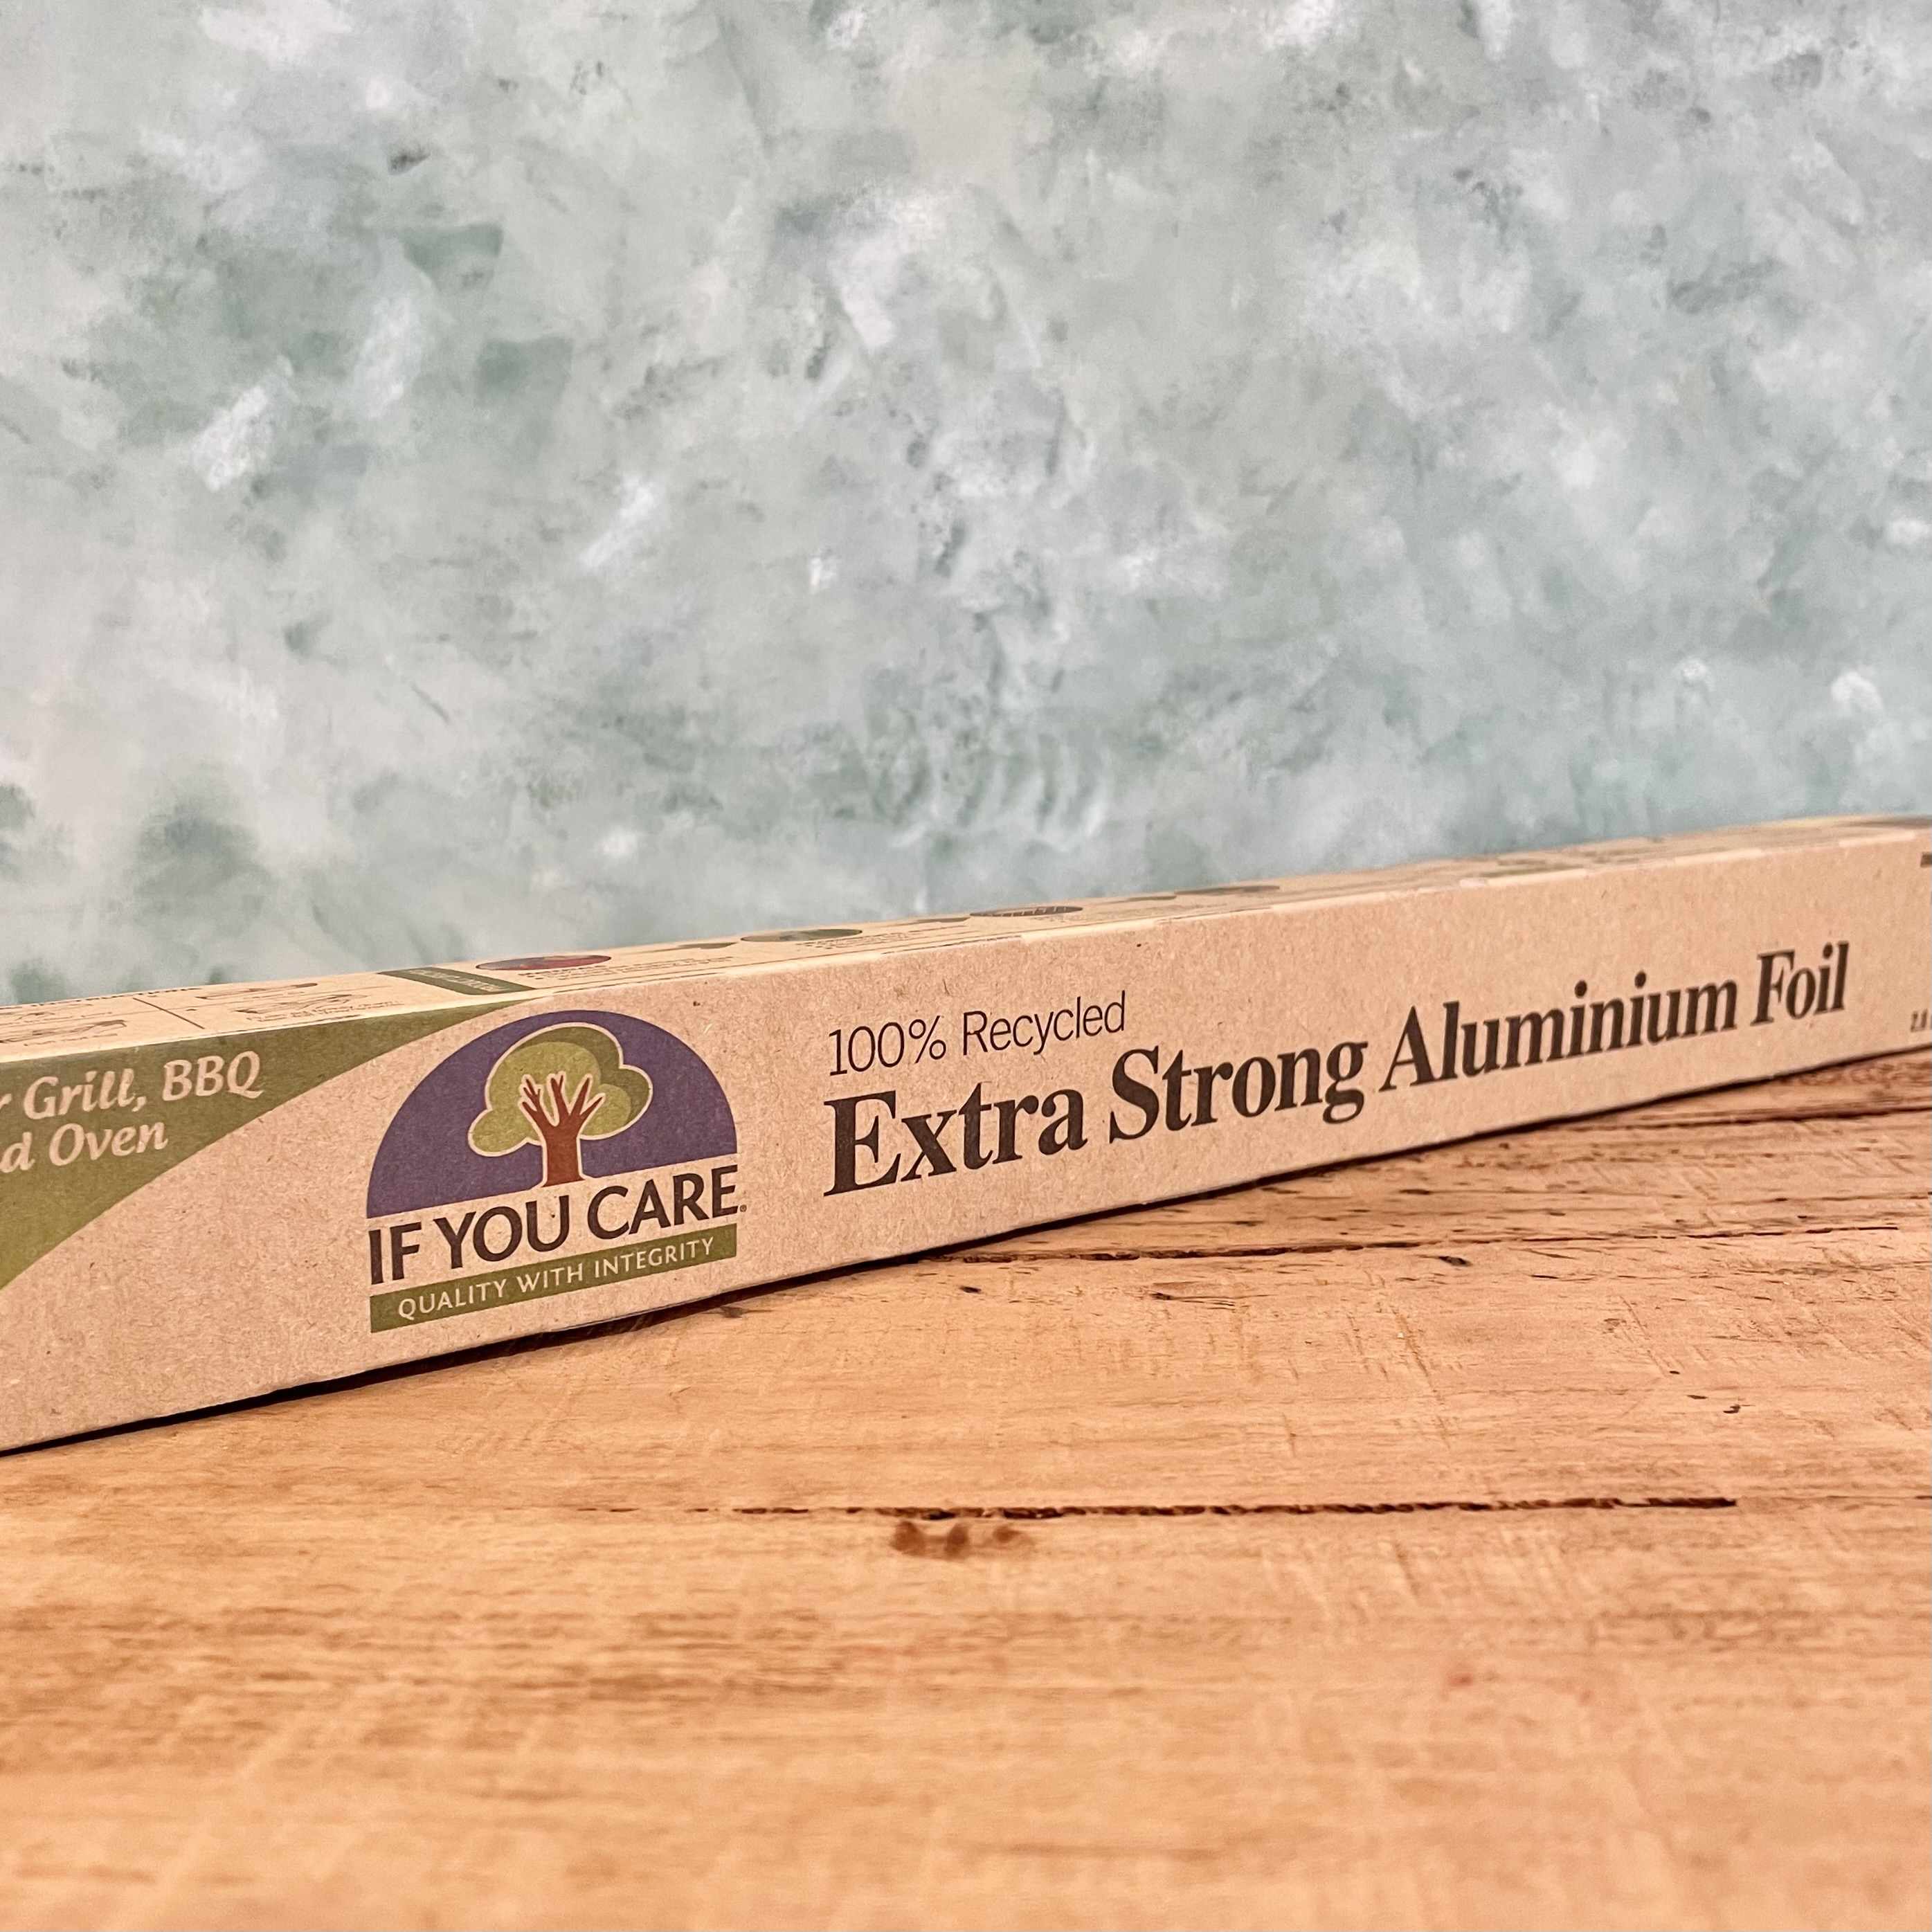 Grill, BBQ
Oven
IF YOU CARE®
QUALITY WITH INTEGRITY
100% Recycled
Extra Strong Aluminium Foil